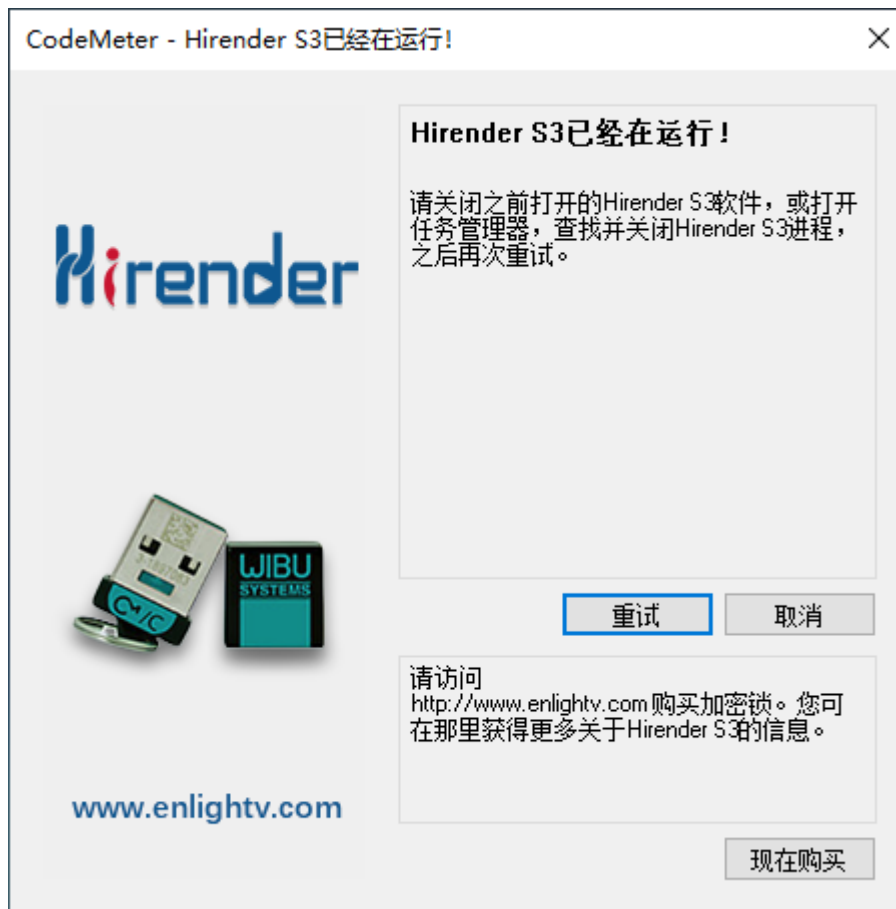 CodeMeter - Hirender S3已经在运行!
Hirender S3已经在运行!
请关闭之前打开的Hirender S3软件，或打开
任务管理器，查找并关闭Hirender S3进程，
之后再次重试。
Hirender
WIBU
SYSTEMS
重试
取消
请访问
http://www.enlightv.com 购买加密锁。您可
在那里获得更多关于Hirender S3的信息。
www.enlightv.com
现在购买